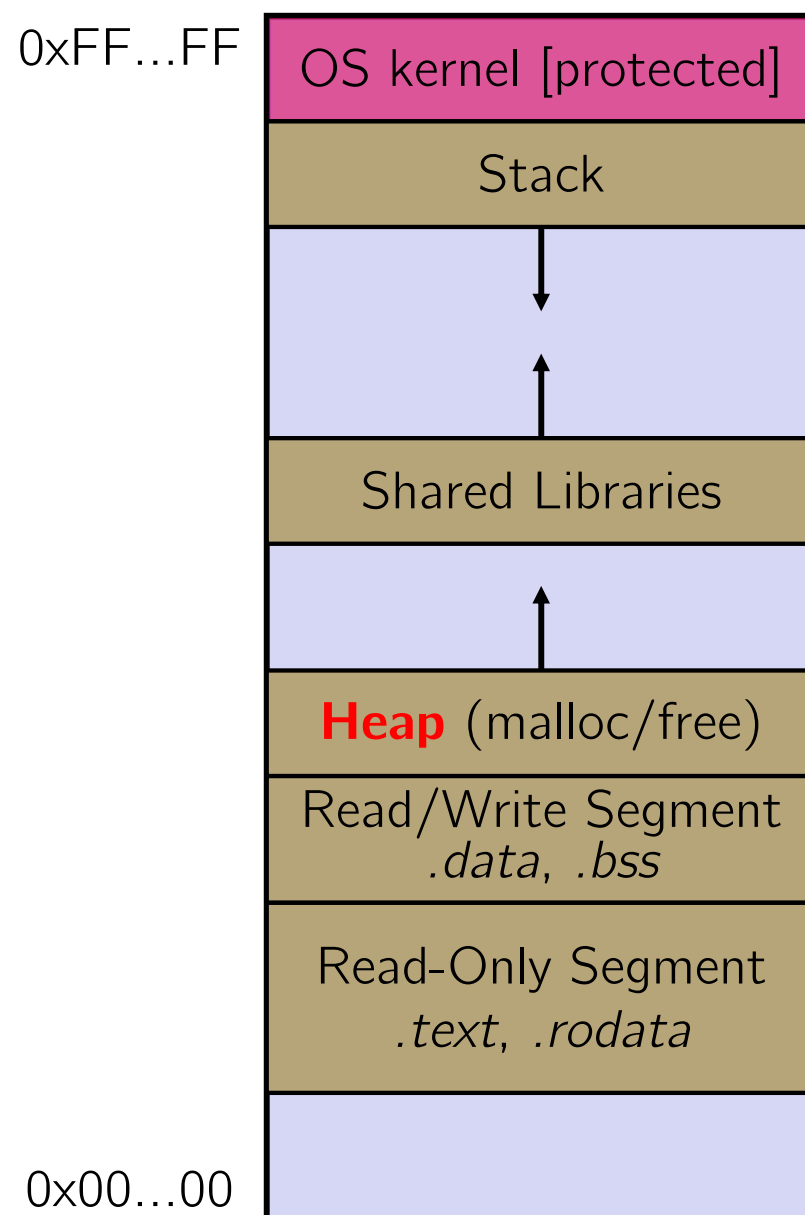 0xFF...FF
OS kernel [protected]
Stack
Shared Libraries
Heap (malloc/free)
Read/Write Segment
.data, .bss
Read-Only Segment
.text, .rodata
0x00...00